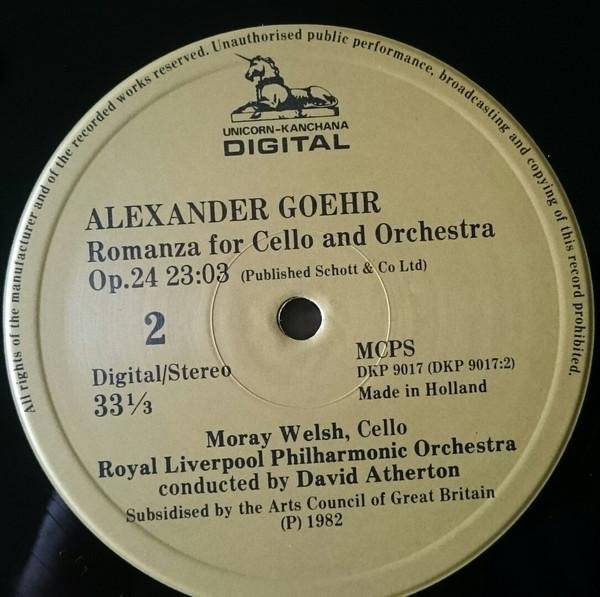 All rights of the manufacturer and of the recorded works reserved. Unauthorised public performance, broadcasting and copying of this record prohibited.
UNICORN-KANCHANA
DIGITAL
ALEXANDER GOEHR
Romanza for Cello and Orchestra
Op.24 23:03 (Published Schott & Co Ltd)
2
Digital/Stereo
33⅓
MCPS
DKP 9017 (DKP 9017:2)
Made in Holland
Moray Welsh, Cello
Royal Liverpool Philharmonic Orchestra
conducted by David Atherton
Subsidised by the Arts Council of Great Britain
(P) 1982